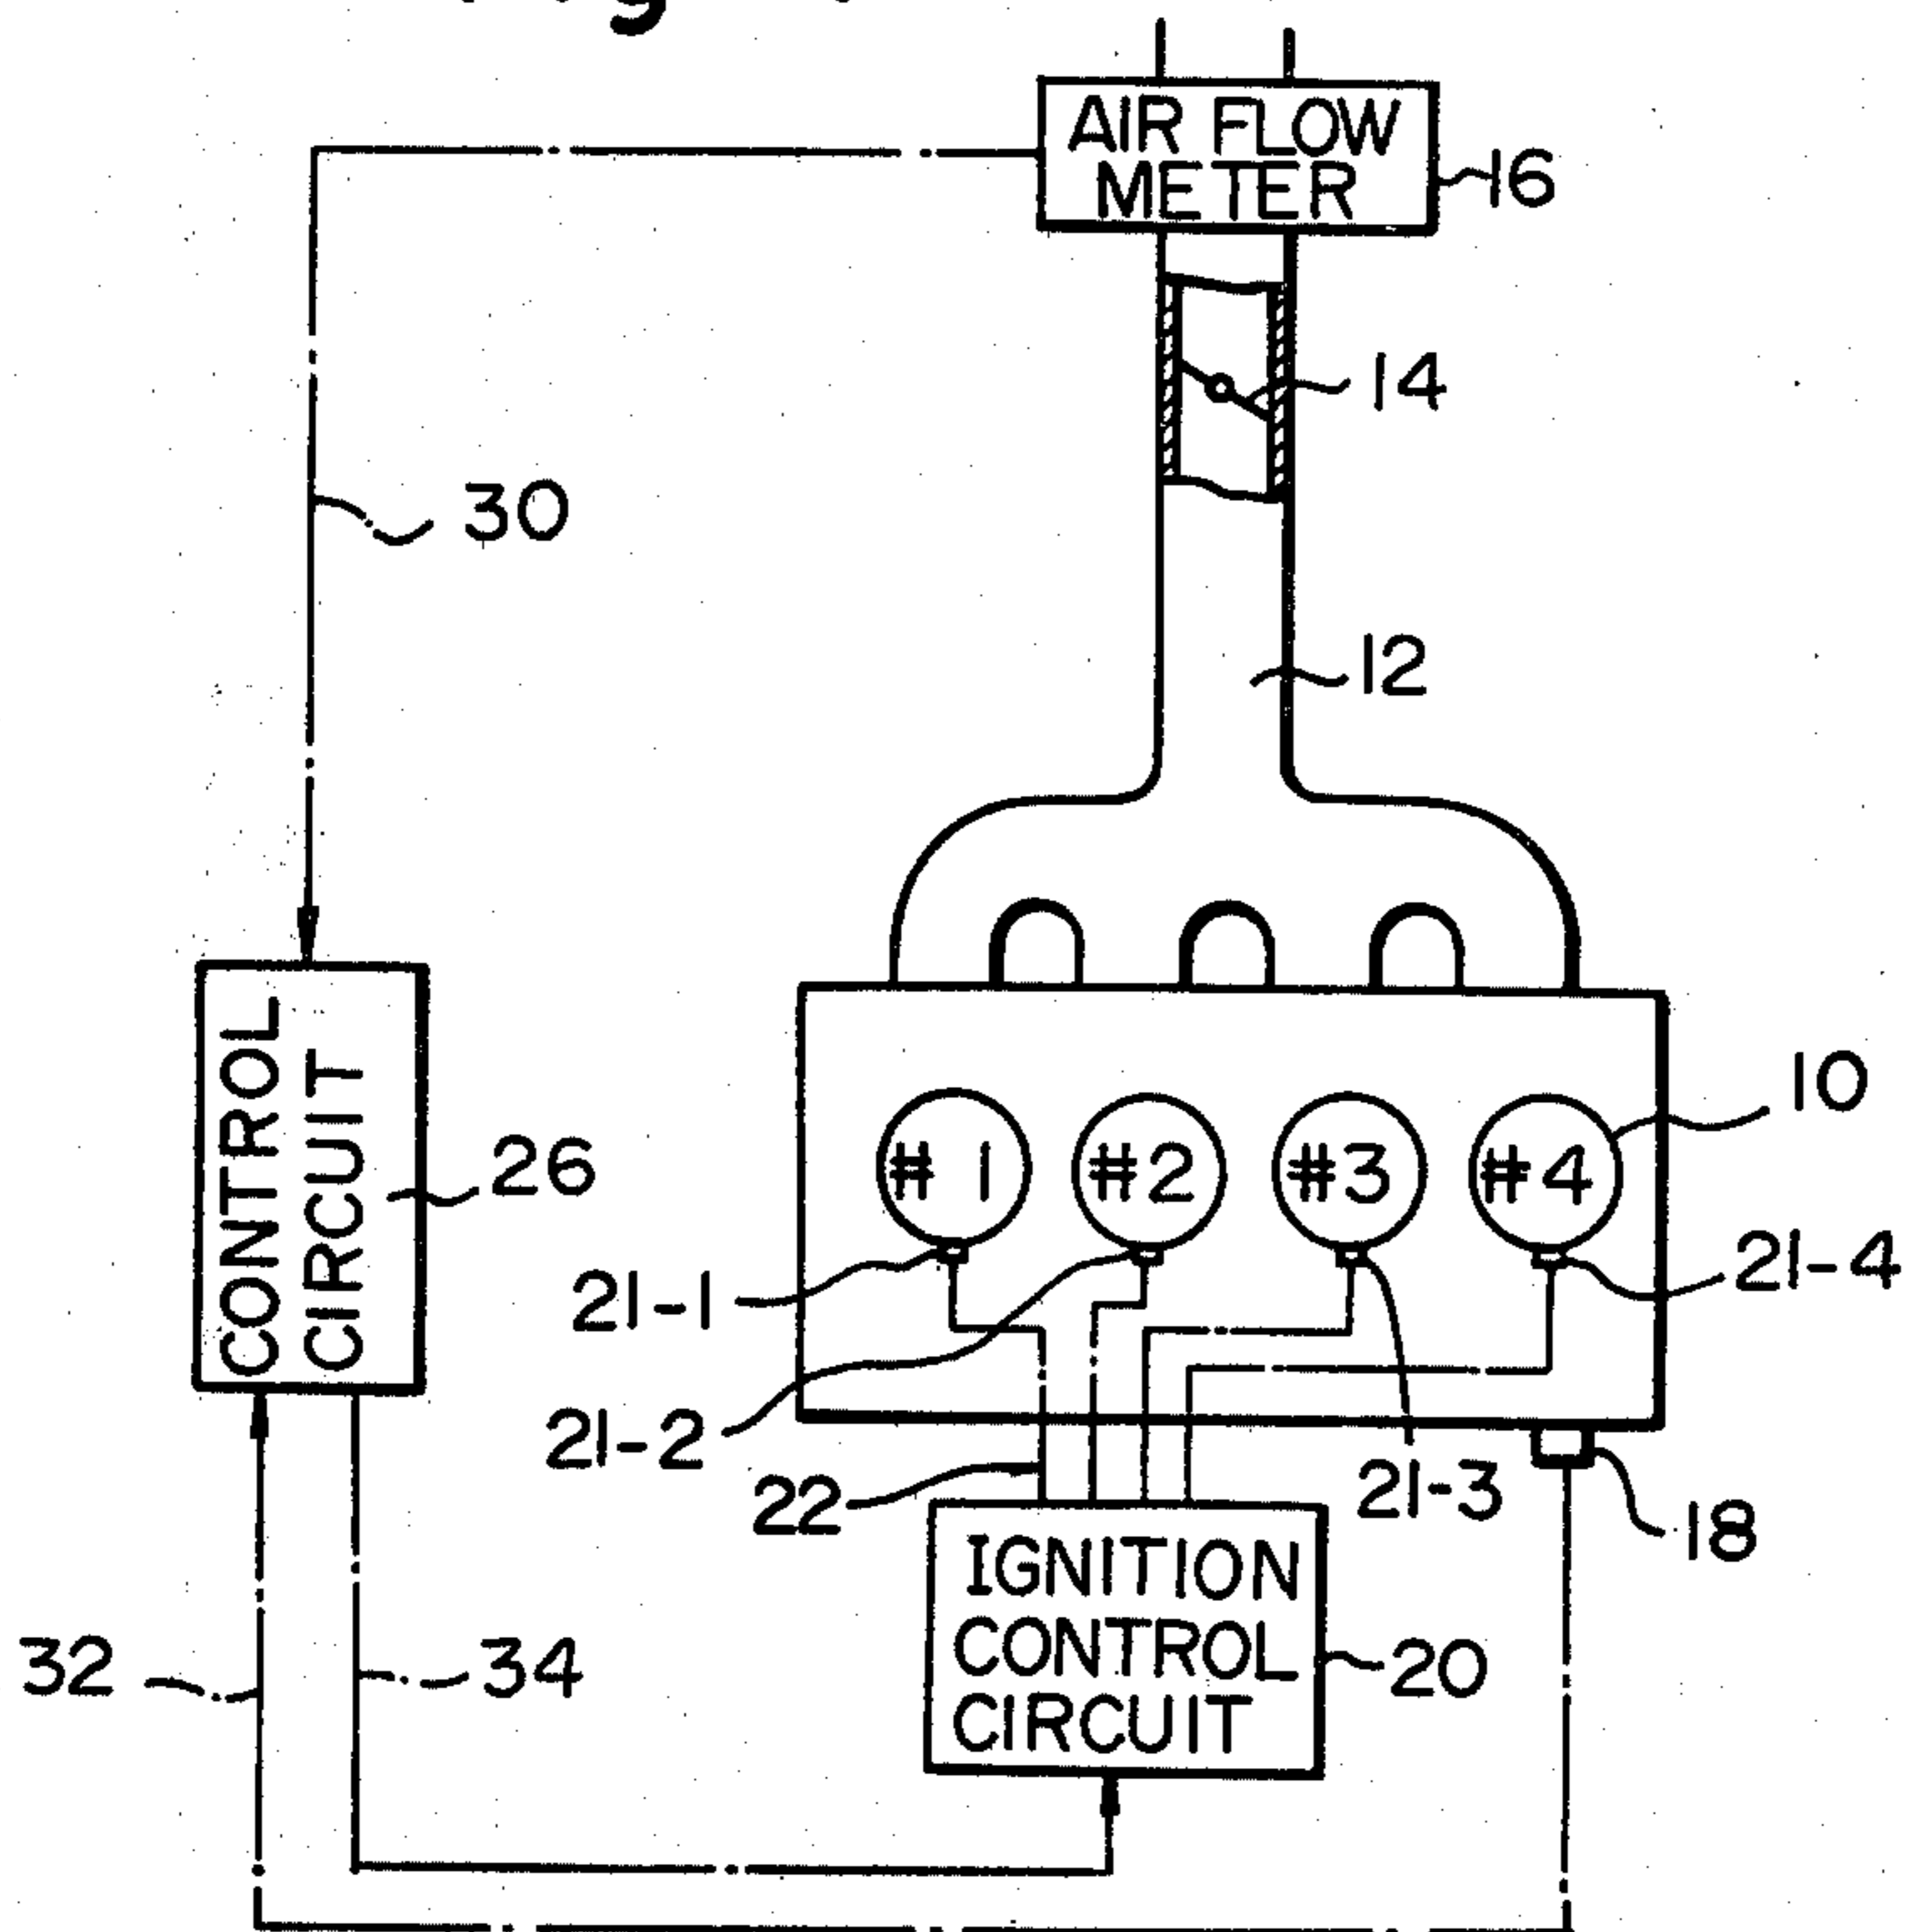 AIR FLOW
METER
16
14
30
12
10
CONTROL
CIRCUIT
26
# 1
#2
#3
#4
21-1
21-4
21-2
21-3
22
18
IGNITION
CONTROL
CIRCUIT
20
32
34